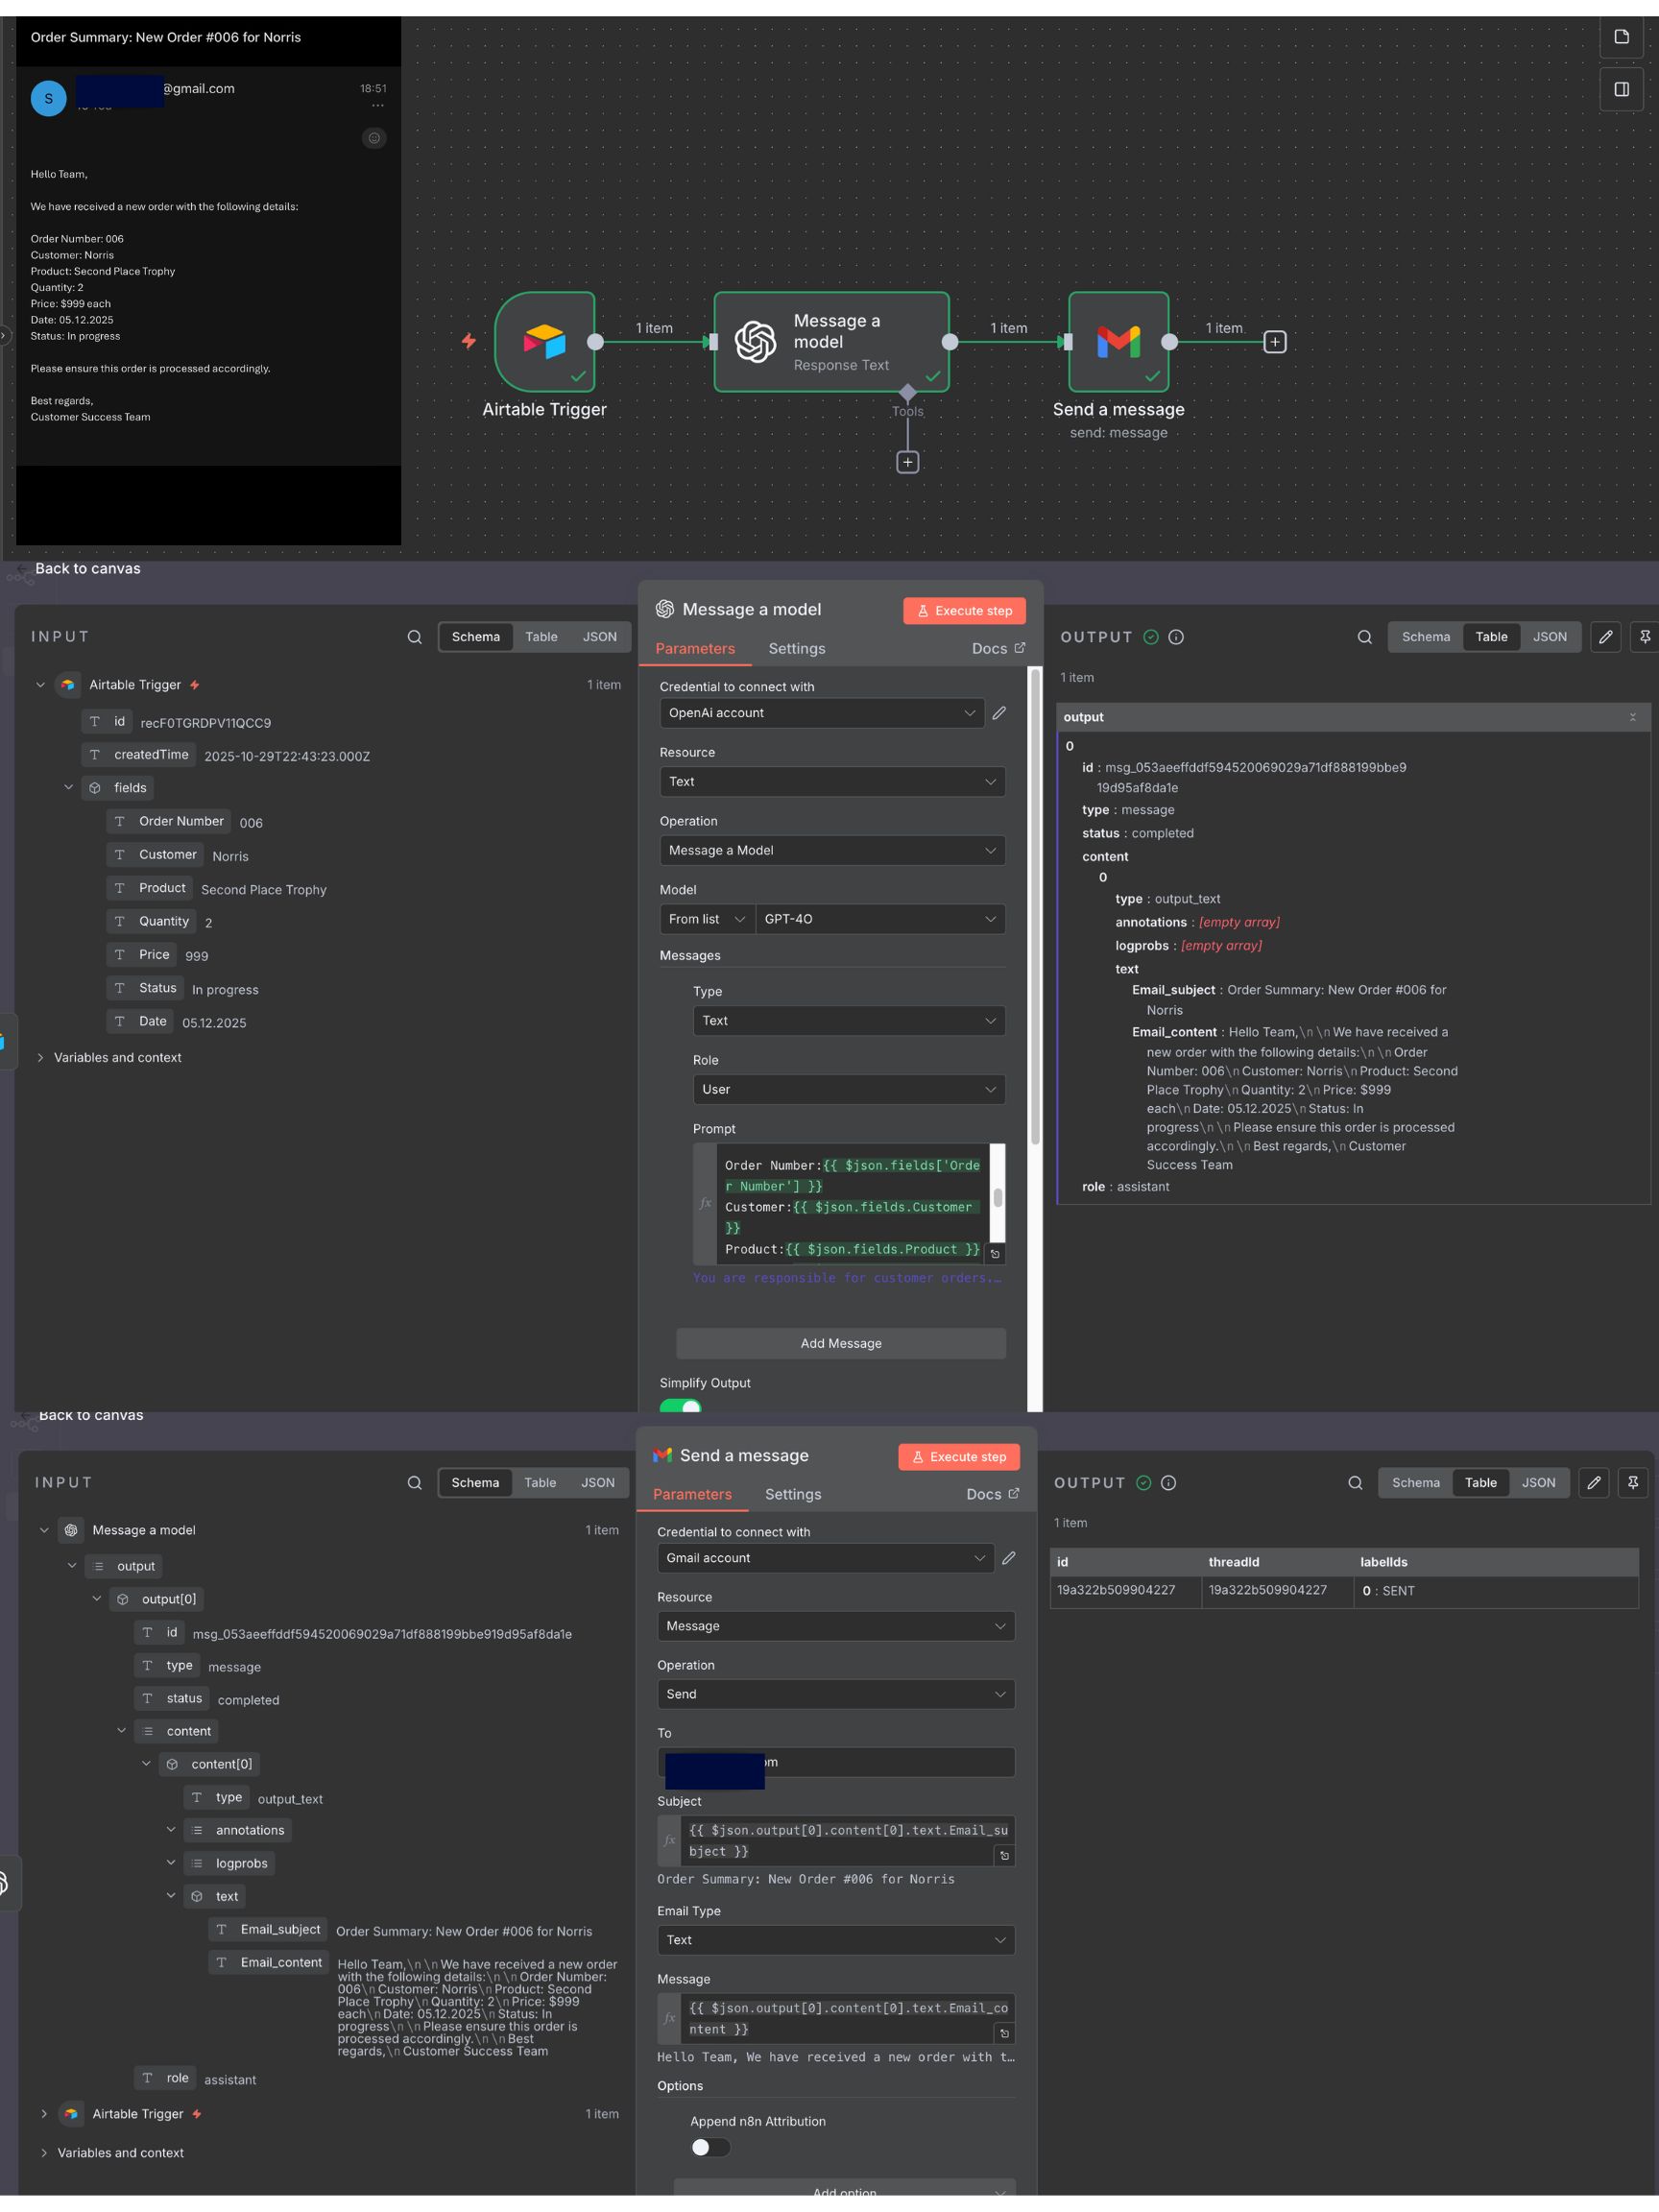 Order Summary: New Order #006 for Norris
S
@gmail.com
18:51
Hello Team,
We have received a new order with the following details:
Order Number: 006
Customer: Norris
Product: Second Place Trophy
Quantity: 2
Price: $999 each
Date: 05.12.2025
Status: In progress
Please ensure this order is processed accordingly.
Best regards,
Customer Success Team
1 item
1 item
1 item
Message a
model
Response Text
Airtable Trigger
Tools
Send a message
send: message
Back to canvas
INPUT
Schema
Table
JSON
Airtable Trigger
1 item
T id recF0TGRDPV11QCC9
T createdTime 2025-10-29T22:43:23.000Z
fields
T Order Number 006
T Customer Norris
T Product Second Place Trophy
T Quantity 2
T Price 999
T Status In progress
T Date 05.12.2025
Variables and context
Message a model
Execute step
Parameters
Settings
Docs
Credential to connect with
OpenAi account
Resource
Text
Operation
Message a Model
Model
From list
GPT-4O
Messages
Type
Text
Role
User
Prompt
fx
Order Number:{{ $json.fields['Orde
r Number'] }}
Customer:{{ $json.fields.Customer
}}
Product:{{ $json.fields.Product }}
You are responsible for customer orders,…
Add Message
Simplify Output
OUTPUT
Schema
Table
JSON
1 item
output
0
id : msg_053aeeffddf594520069029a71df888199bbe9
19d95af8da1e
type : message
status : completed
content
0
type : output_text
annotations : [empty array]
logprobs : [empty array]
text
Email_subject : Order Summary: New Order #006 for
Norris
Email_content : Hello Team,\n \n We have received a
new order with the following details:\n \n Order
Number: 006\n Customer: Norris\n Product: Second
Place Trophy\n Quantity: 2\n Price: $999
each\n Date: 05.12.2025\n Status: In
progress\n \n Please ensure this order is processed
accordingly.\n \n Best regards,\n Customer
Success Team
role : assistant
Back to canvas
INPUT
Schema
Table
JSON
Message a model
1 item
output
output[0]
T id msg_053aeeffddf594520069029a71df888199bbe919d95af8da1e
T type message
T status completed
content
content[0]
T type output_text
annotations
logprobs
text
T Email_subject Order Summary: New Order #006 for Norris
T Email_content Hello Team,\n \n We have received a new order
with the following details:\n \n Order Number:
006\n Customer: Norris\n Product: Second
Place Trophy\n Quantity: 2\n Price: $999
each\n Date: 05.12.2025\n Status: In
progress\n \n Please ensure this order is
processed accordingly.\n \n Best
regards,\n Customer Success Team
T role assistant
Airtable Trigger
1 item
Variables and context
Send a message
Execute step
Parameters
Settings
Docs
Credential to connect with
Gmail account
Resource
Message
Operation
Send
To
Subject
fx
{{ $json.output[0].content[0].text.Email_su
bject }}
Order Summary: New Order #006 for Norris
Email Type
Text
Message
fx
{{ $json.output[0].content[0].text.Email_co
ntent }}
Hello Team, We have received a new order with t…
Options
Append n8n Attribution
Add option
OUTPUT
Schema
Table
JSON
1 item
id
threadId
labelIds
19a322b509904227
19a322b509904227
0 : SENT